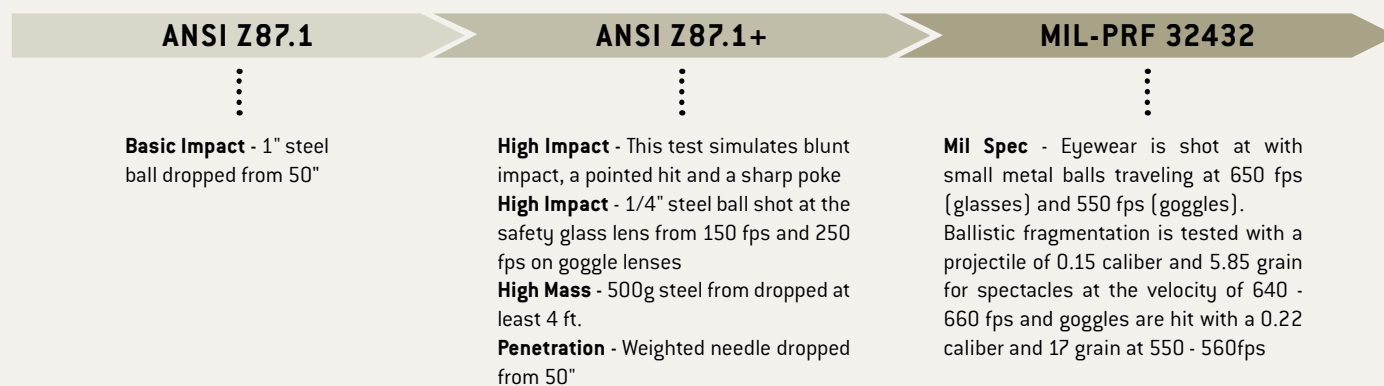 ANSI Z87.1
ANSI Z87.1+
MIL-PRF 32432
Basic Impact - 1" steel
ball dropped from 50"
High Impact - This test simulates blunt
impact, a pointed hit and a sharp poke
High Impact - 1/4" steel ball shot at the
safety glass lens from 150 fps and 250
fps on goggle lenses
High Mass - 500g steel from dropped at
least 4 ft.
Penetration - Weighted needle dropped
from 50"
Mil Spec - Eyewear is shot at with
small metal balls traveling at 650 fps
(glasses) and 550 fps (goggles).
Ballistic fragmentation is tested with a
projectile of 0.15 caliber and 5.85 grain
for spectacles at the velocity of 640 -
660 fps and goggles are hit with a 0.22
caliber and 17 grain at 550 - 560fps